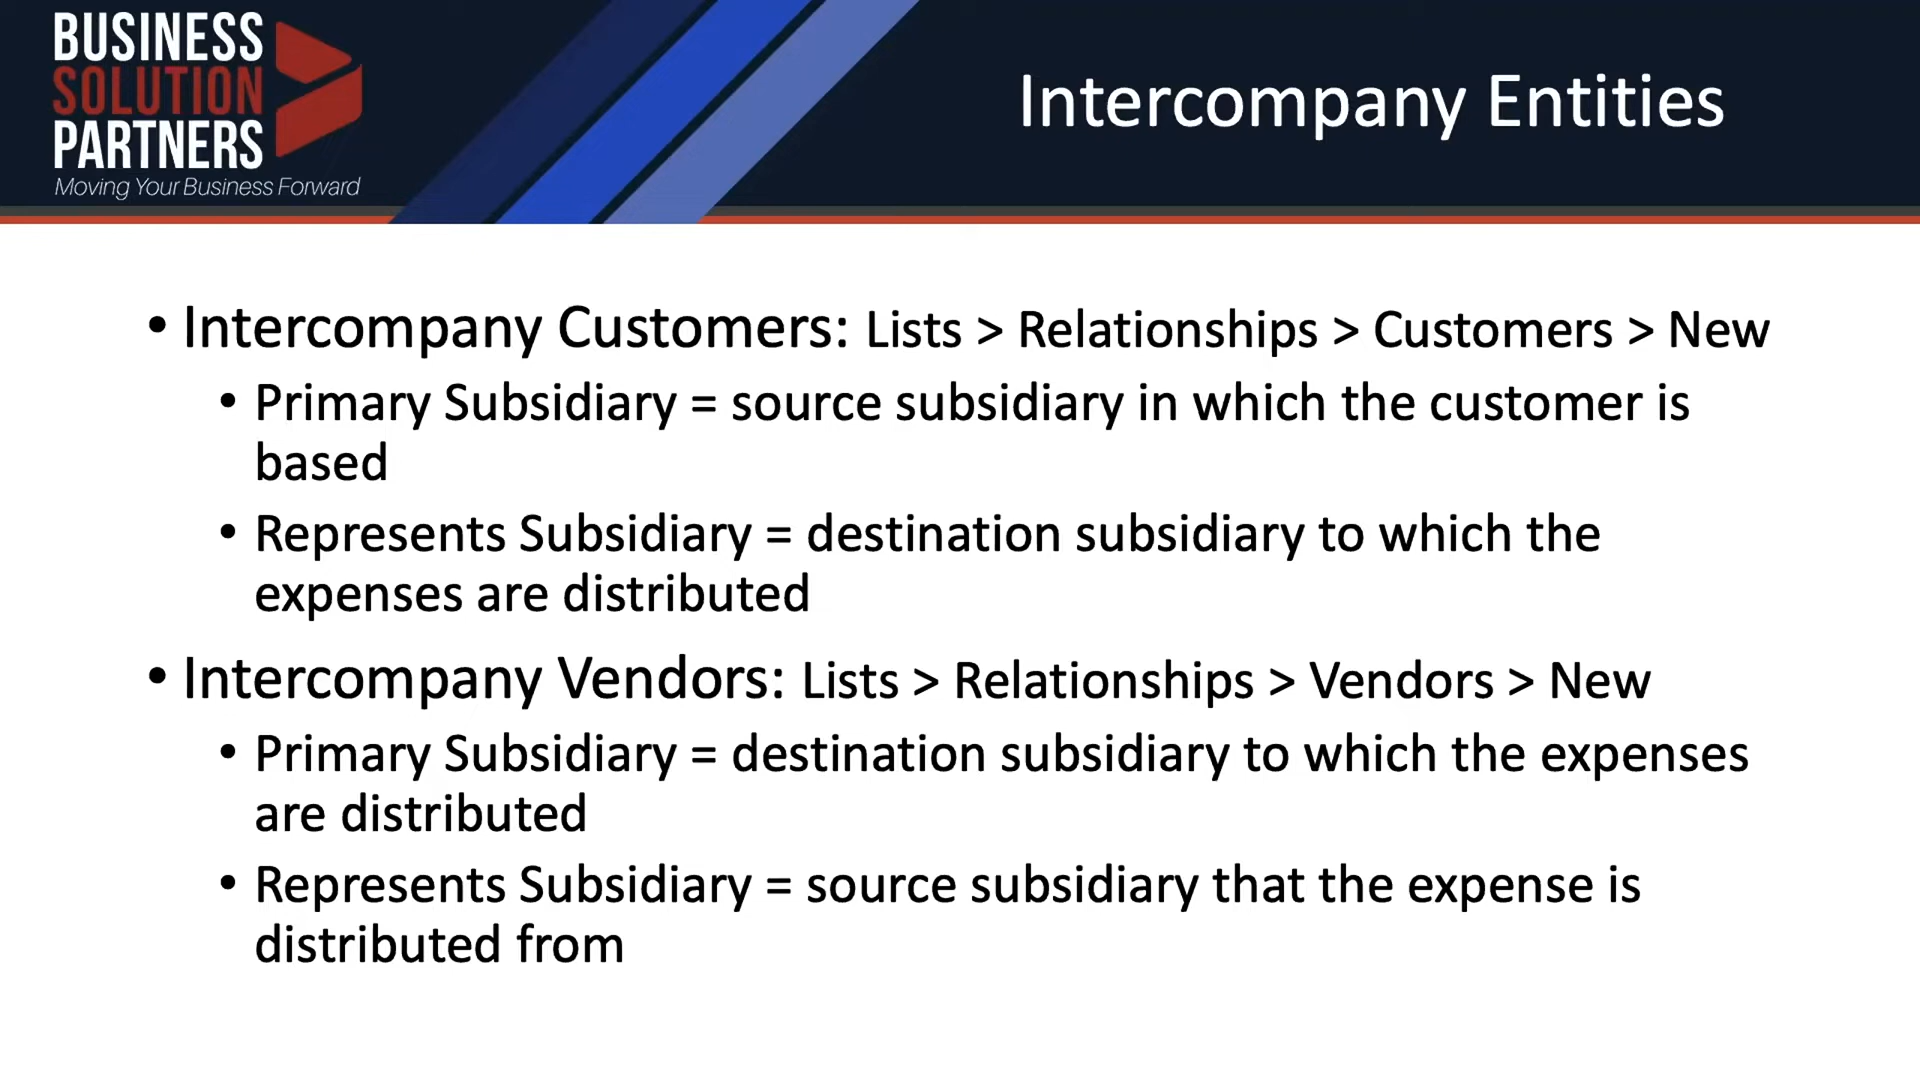 BUSINESS
SOLUTION
PARTNERS
Moving Your Business Forward
Intercompany Entities
• Intercompany Customers: Lists > Relationships > Customers > New
• Primary Subsidiary = source subsidiary in which the customer is
based
• Represents Subsidiary = destination subsidiary to which the
expenses are distributed
• Intercompany Vendors: Lists > Relationships > Vendors > New
• Primary Subsidiary = destination subsidiary to which the expenses
are distributed
• Represents Subsidiary = source subsidiary that the expense is
distributed from